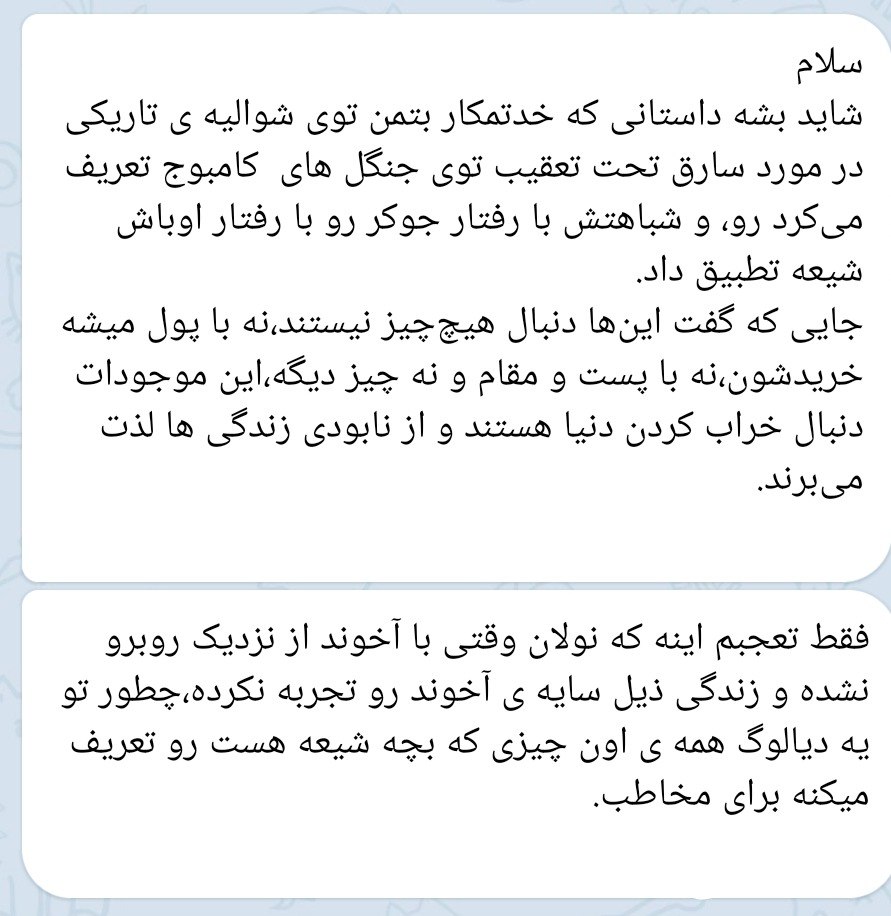 سلام
شاید بشه داستانی که خدتمکار بتمن توی شوالیه ی تاریکی
در مورد سارق تحت تعقیب توی جنگل های کامبوج تعریف
می‌کرد رو، و شباهتش با رفتار جوکر رو با رفتار اوباش
شیعه تطبیق داد.
جایی که گفت این‌ها دنبال هیچ‌چیز نیستند،نه با پول میشه
خریدشون،نه با پست و مقام و نه چیز دیگه،این موجودات
دنبال خراب کردن دنیا هستند و از نابودی زندگی ها لذت
می‌برند.
فقط تعجبم اینه که نولان وقتی با آخوند از نزدیک روبرو
نشده و زندگی ذیل سایه ی آخوند رو تجربه نکرده،چطور تو
یه دیالوگ همه ی اون چیزی که بچه شیعه هست رو تعریف
میکنه برای مخاطب.